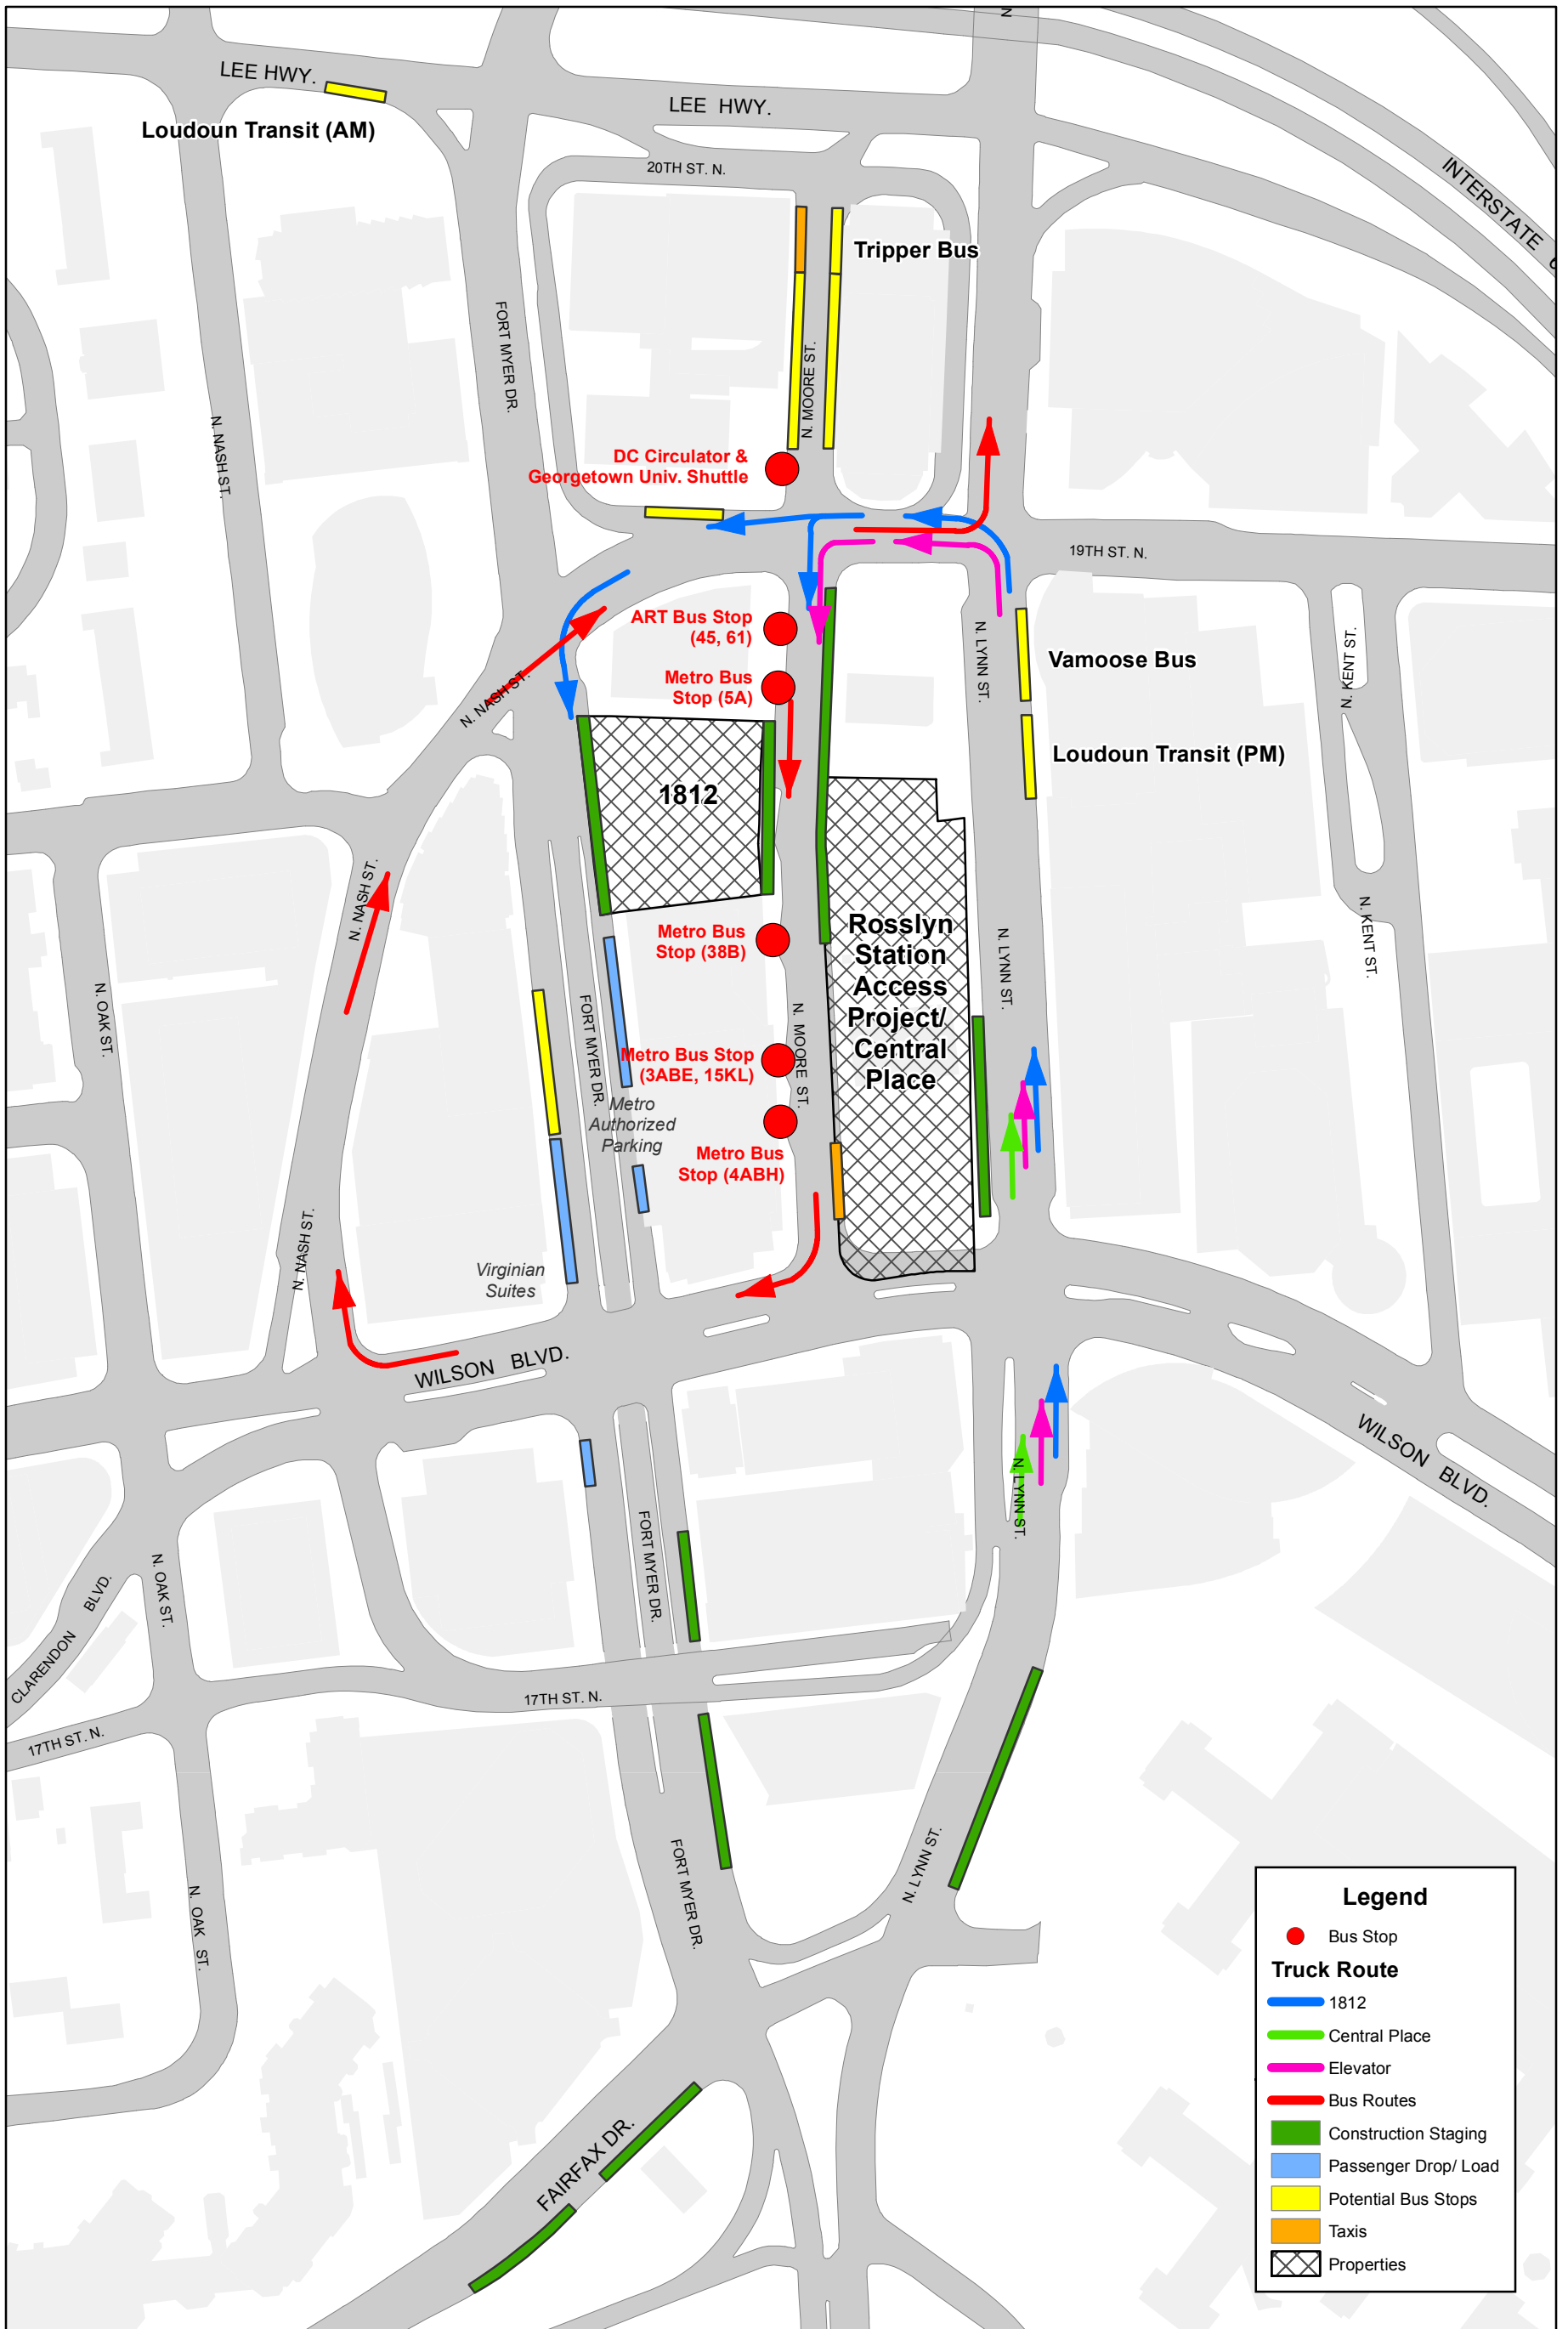 N
LEE HWY.
LEE HWY.
Loudoun Transit (AM)
20TH ST. N.
INTERSTATE
Tripper Bus
FORT MYER DR.
N. MOORE ST.
N. NASH ST.
DC Circulator &
Georgetown Univ. Shuttle
19TH ST. N.
ART Bus Stop
(45, 61)
N. LYNN ST.
N. KENT ST.
Vamoose Bus
Metro Bus
Stop (5A)
N. NASH ST.
Loudoun Transit (PM)
1812
N. NASH ST.
Metro Bus
Stop (38B)
Rosslyn
Station
Access
Project/
Central
Place
N. LYNN ST.
N. KENT ST.
N. OAK ST.
FORT MYER DR.
N. MOORE ST.
Metro Bus Stop
(3ABE, 15KL)
Metro
Authorized
Parking
Metro Bus
Stop (4ABH)
N. NASH ST.
Virginian
Suites
WILSON BLVD.
WILSON BLVD.
N. LYNN ST.
FORT MYER DR.
N. OAK ST.
CLARENDON BLVD.
17TH ST. N.
17TH ST. N.
FORT MYER DR.
N. LYNN ST.
N. OAK ST.
FAIRFAX DR.
Legend
Bus Stop
Truck Route
1812
Central Place
Elevator
Bus Routes
Construction Staging
Passenger Drop/ Load
Potential Bus Stops
Taxis
Properties